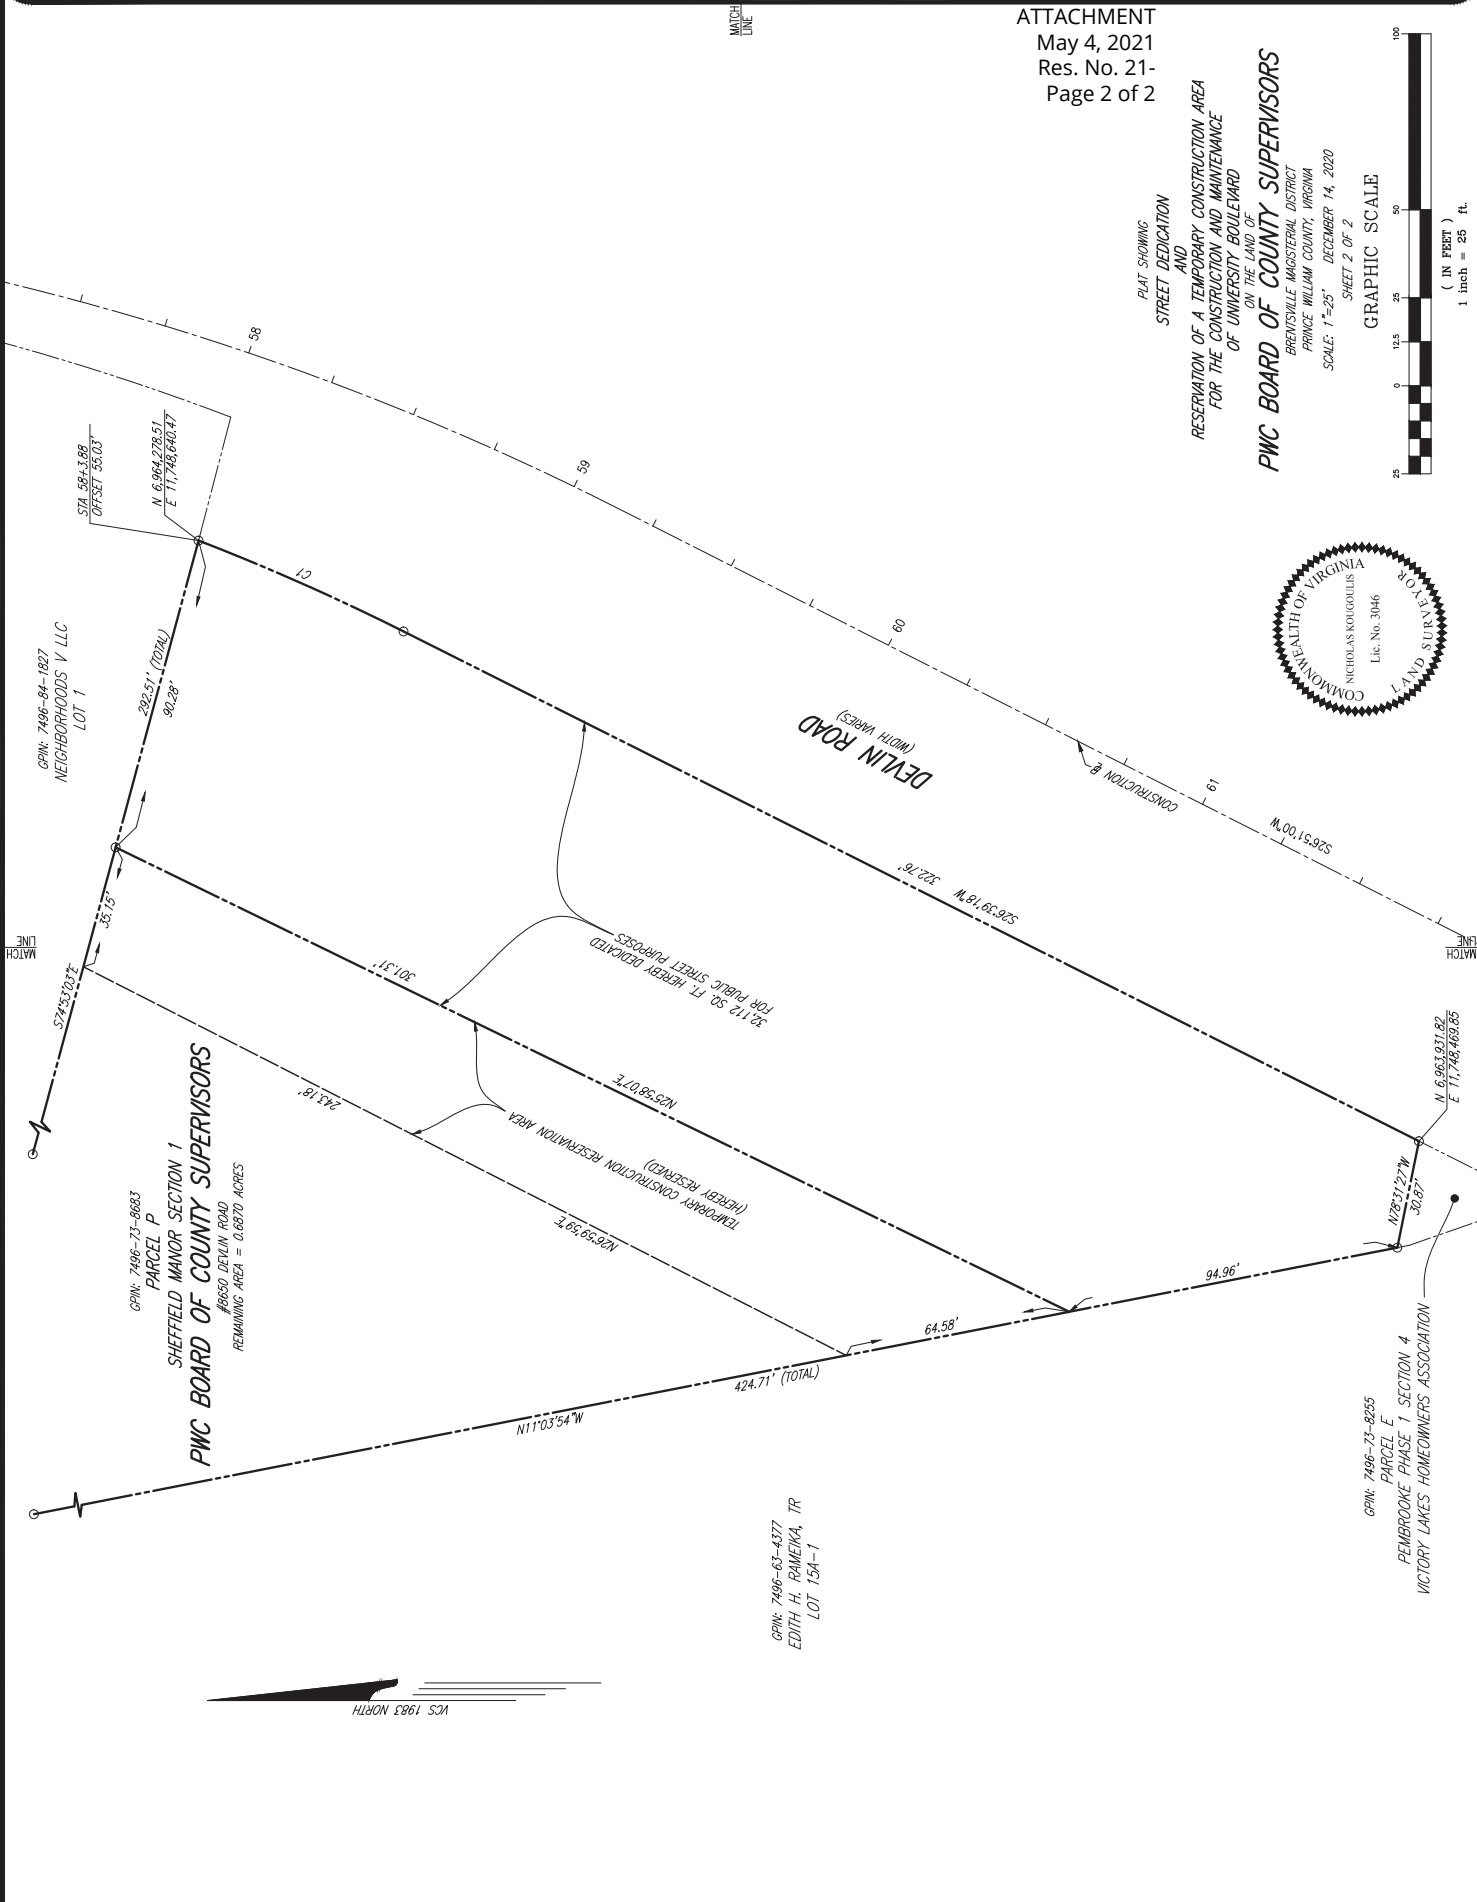 MATCH
LINE
ATTACHMENT
May 4, 2021
Res. No. 21-
Page 2 of 2
PLAT SHOWING
STREET DEDICATION
AND
RESERVATION OF A TEMPORARY CONSTRUCTION AREA
FOR THE CONSTRUCTION AND MAINTENANCE
OF UNIVERSITY BOULEVARD
ON THE LAND OF
PWC BOARD OF COUNTY SUPERVISORS
BRENTSVILLE MAGISTERIAL DISTRICT
PRINCE WILLIAM COUNTY, VIRGINIA
SCALE: 1"=25' DECEMBER 14, 2020
SHEET 2 OF 2
GRAPHIC SCALE
25 0 12.5 25 50 100
( IN FEET )
1 inch = 25 ft.
COMMONWEALTH OF VIRGINIA
NICHOLAS KOUGOULIS
Lic. No. 3046
LAND SURVEYOR
58
59
60
61
STA 58+3.88
OFFSET 55.03'
N 6,964,278.51
E 11,748,640.47
C1
GPIN: 7496-84-1827
NEIGHBORHOODS V LLC
LOT 1
292.51' (TOTAL)
90.28'
35.15'
S74°53'03"E
MATCH
LINE
DEVLIN ROAD
(WIDTH VARIES)
CONSTRUCTION B
S26°51'00"W
322.76'
S26°39'18"W
MATCH
LINE
32,112 SQ. FT. HEREBY DEDICATED
FOR PUBLIC STREET PURPOSES
301.31'
N25°58'07"E
TEMPORARY CONSTRUCTION RESERVATION AREA
(HEREBY RESERVED)
243.18'
N26°59'59"E
N 6,963,931.82
E 11,748,469.85
N78°31'27"W
30.87'
94.96'
64.58'
424.71' (TOTAL)
N11°03'54"W
GPIN: 7496-73-8683
PARCEL P
SHEFFIELD MANOR SECTION 1
PWC BOARD OF COUNTY SUPERVISORS
#8650 DEVLIN ROAD
REMAINING AREA = 0.6870 ACRES
GPIN: 7496-63-4377
EDITH H. RAMEIKA, TR
LOT 15A-1
GPIN: 7496-73-8255
PARCEL E
PEMBROOKE PHASE 1 SECTION 4
VICTORY LAKES HOMEOWNERS ASSOCIATION
VCS 1983 NORTH